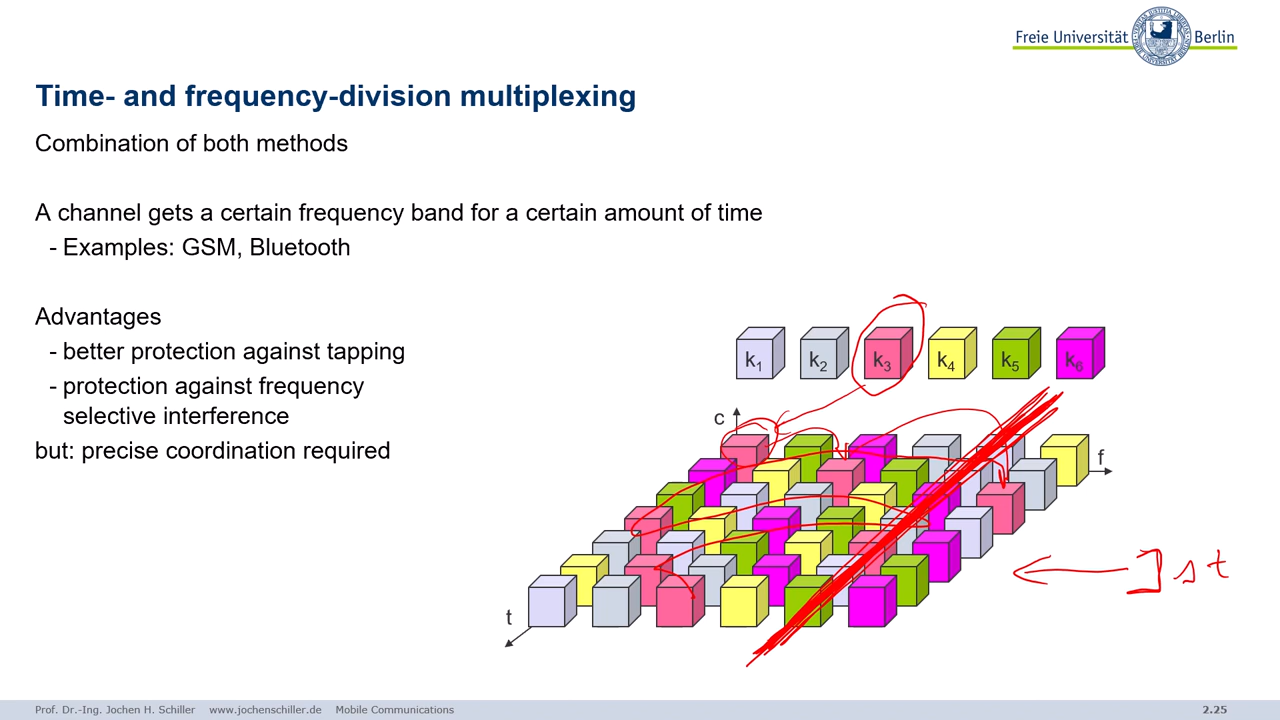 Freie Universität Berlin
Time- and frequency-division multiplexing
Combination of both methods
A channel gets a certain frequency band for a certain amount of time
- Examples: GSM, Bluetooth
Advantages
- better protection against tapping
- protection against frequency
selective interference
but: precise coordination required
k1 k2 k3 k4 k5 k6
c
f
t
Prof. Dr.-Ing. Jochen H. Schiller www.jochenschiller.de Mobile Communications 2.25